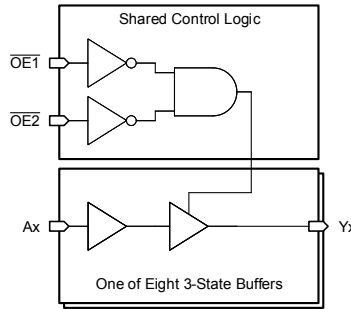 Shared Control Logic
OE1
OE2
Ax
Yx
One of Eight 3-State Buffers